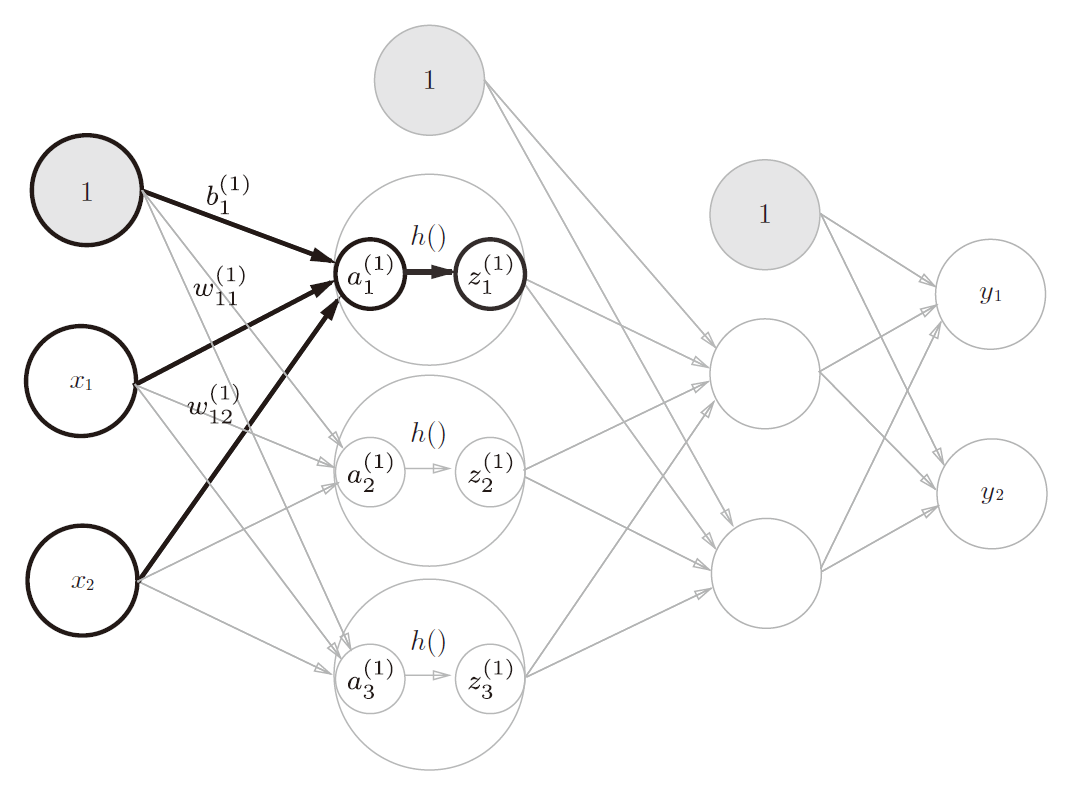 1
1
b_1^{(1)}
1
h()
w_{11}^{(1)}
a_1^{(1)}
z_1^{(1)}
y_1
x_1
w_{12}^{(1)}
h()
a_2^{(1)}
z_2^{(1)}
y_2
x_2
h()
a_3^{(1)}
z_3^{(1)}